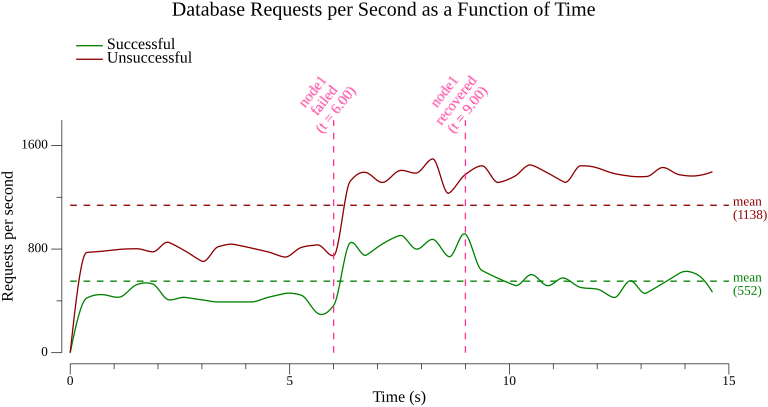 Database Requests per Second as a Function of Time
Successful
Unsuccessful
node1
failed
(t = 6.00)
node1
recovered
(t = 9.00)
Requests per second
1600
800
0
mean
(1138)
mean
(552)
0
5
10
15
Time (s)